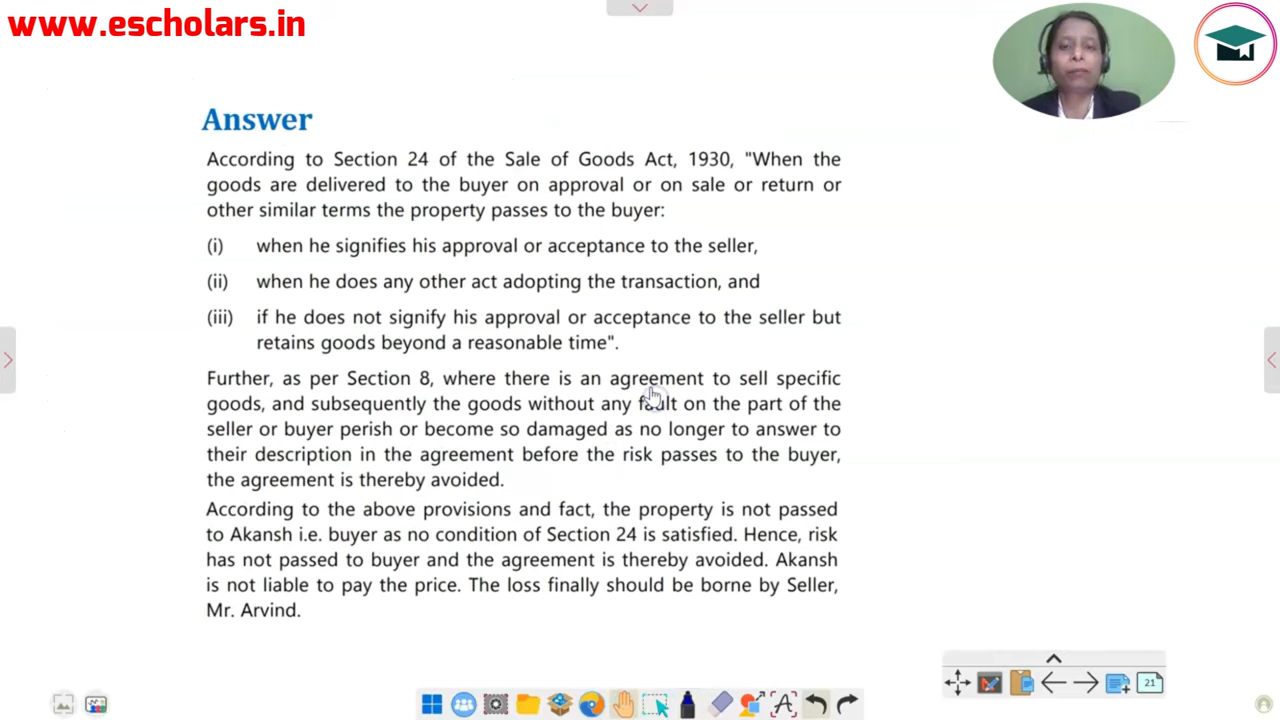 www.escholars.in
Answer
According to Section 24 of the Sale of Goods Act, 1930, "When the
goods are delivered to the buyer on approval or on sale or return or
other similar terms the property passes to the buyer:
(i) when he signifies his approval or acceptance to the seller,
(ii) when he does any other act adopting the transaction, and
(iii) if he does not signify his approval or acceptance to the seller but
retains goods beyond a reasonable time".
Further, as per Section 8, where there is an agreement to sell specific
goods, and subsequently the goods without any fault on the part of the
seller or buyer perish or become so damaged as no longer to answer to
their description in the agreement before the risk passes to the buyer,
the agreement is thereby avoided.
According to the above provisions and fact, the property is not passed
to Akansh i.e. buyer as no condition of Section 24 is satisfied. Hence, risk
has not passed to buyer and the agreement is thereby avoided. Akansh
is not liable to pay the price. The loss finally should be borne by Seller,
Mr. Arvind.
21